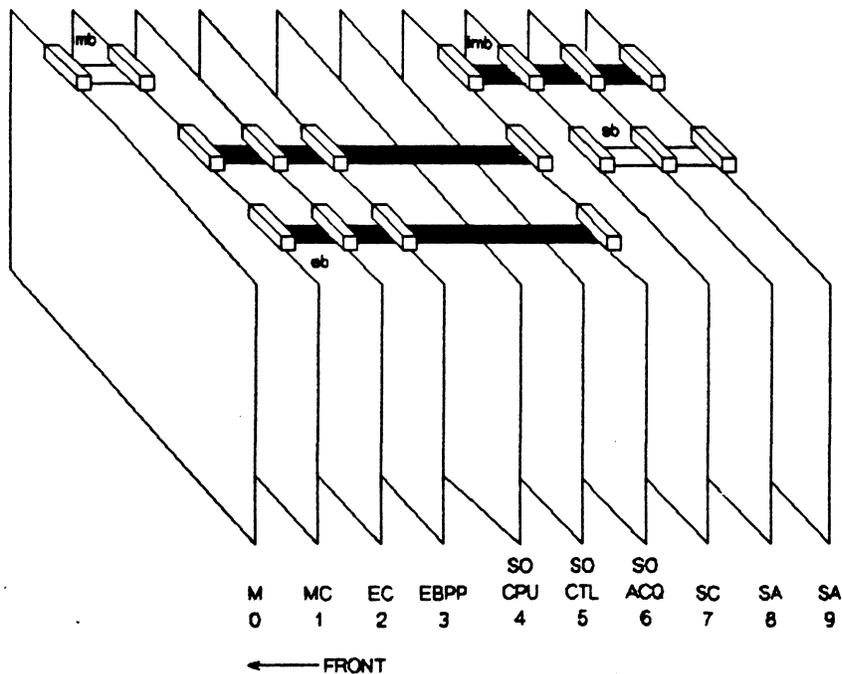 mb
limb
sb
eb
SO SO SO
M MC EC EBPP CPU CTL ACQ SC SA SA
0 1 2 3 4 5 6 7 8 9
FRONT